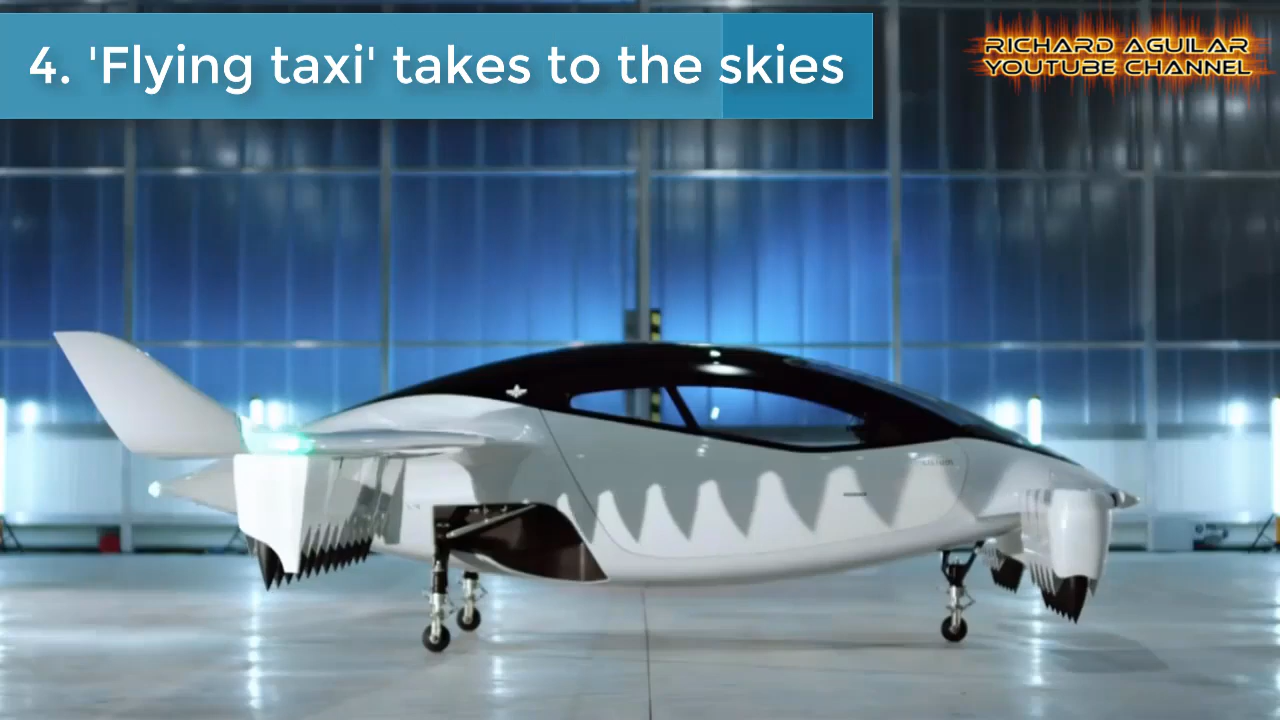 4. 'Flying taxi' takes to the skies
RICHARD AGUILAR
YOUTUBE CHANNEL